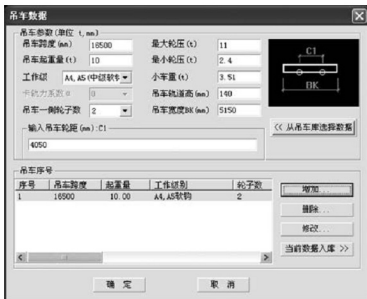 吊车数据
吊车参数(单位 t,mm)
吊车跨度(mm) 16500 最大轮压(t) 11
吊车起重量(t) 10 最小轮压(t) 2.4
工作级 A4,A5(中级软钩 小车重(t) 3.51
卡轨力系数α 0 吊车轨道高(mm) 140
吊车一侧轮子数 2 吊车宽度BK(mm) 5150
C1
BK
<< 从吊车库选择数据
输入吊车轮距(mm):C1
4050
吊车序号
序号 吊车跨度 起重量 工作级别 轮子数
1 16500 10.00 A4,A5软钩 2
增加...
删除...
修改...
当前数据入库 >>
确 定 取 消